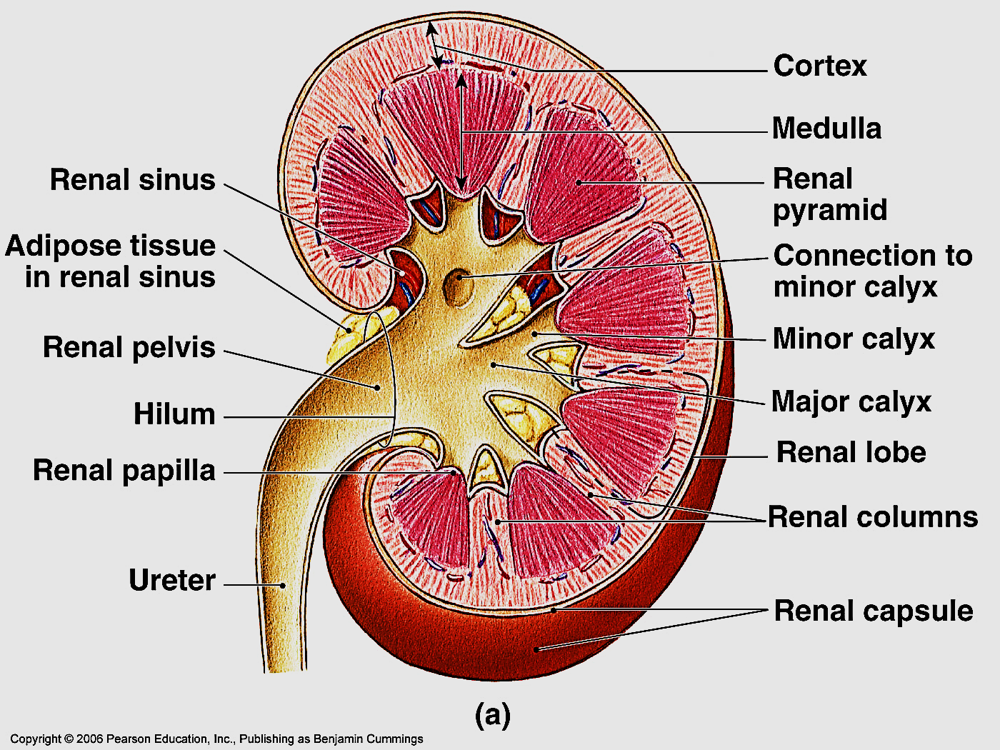 Cortex
Medulla
Renal
pyramid
Connection to
minor calyx
Minor calyx
Major calyx
Renal lobe
Renal columns
Renal capsule
Renal sinus
Adipose tissue
in renal sinus
Renal pelvis
Hilum
Renal papilla
Ureter
(a)
Copyright © 2006 Pearson Education, Inc., Publishing as Benjamin Cummings